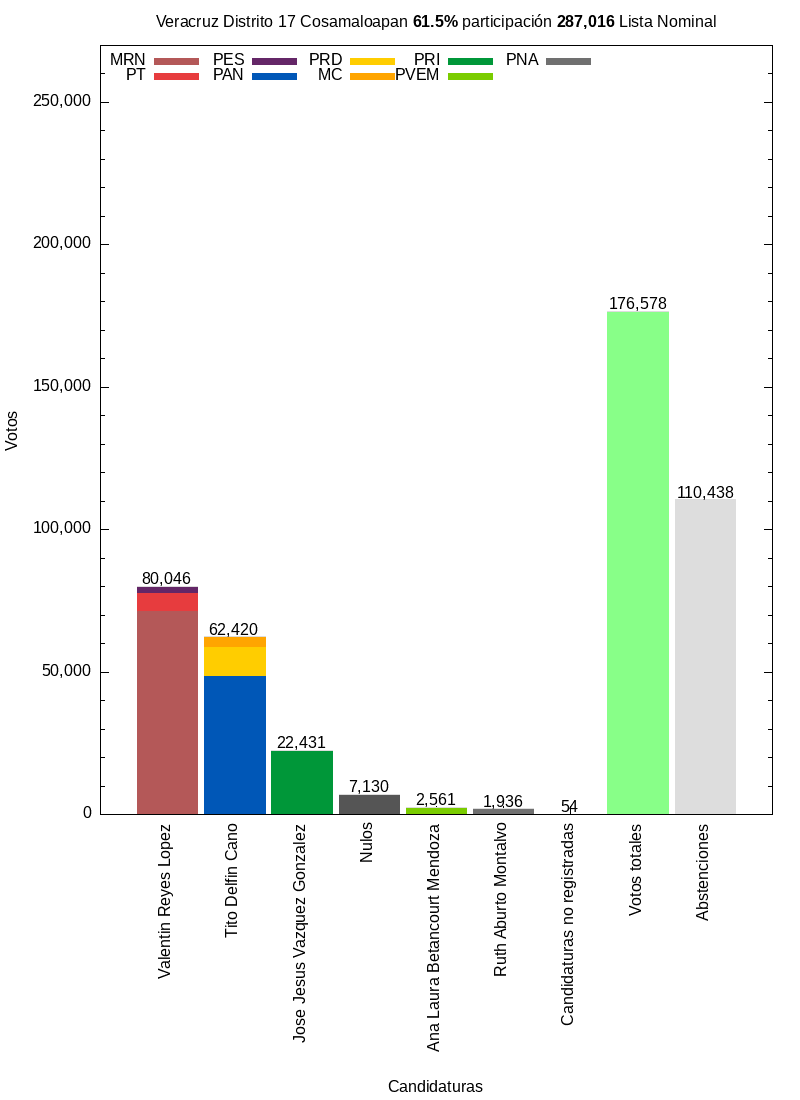 Veracruz Distrito 17 Cosamaloapan 61.5% participación 287,016 Lista Nominal
MRN PES PRD PRI PNA
PT PAN MC PVEM
250,000
200,000
150,000
100,000
50,000
0
Votos
80,046
62,420
22,431
7,130
2,561
1,936
54
176,578
110,438
Valentin Reyes Lopez
Tito Delfin Cano
Jose Jesus Vazquez Gonzalez
Nulos
Ana Laura Betancourt Mendoza
Ruth Aburto Montalvo
Candidaturas no registradas
Votos totales
Abstenciones
Candidaturas